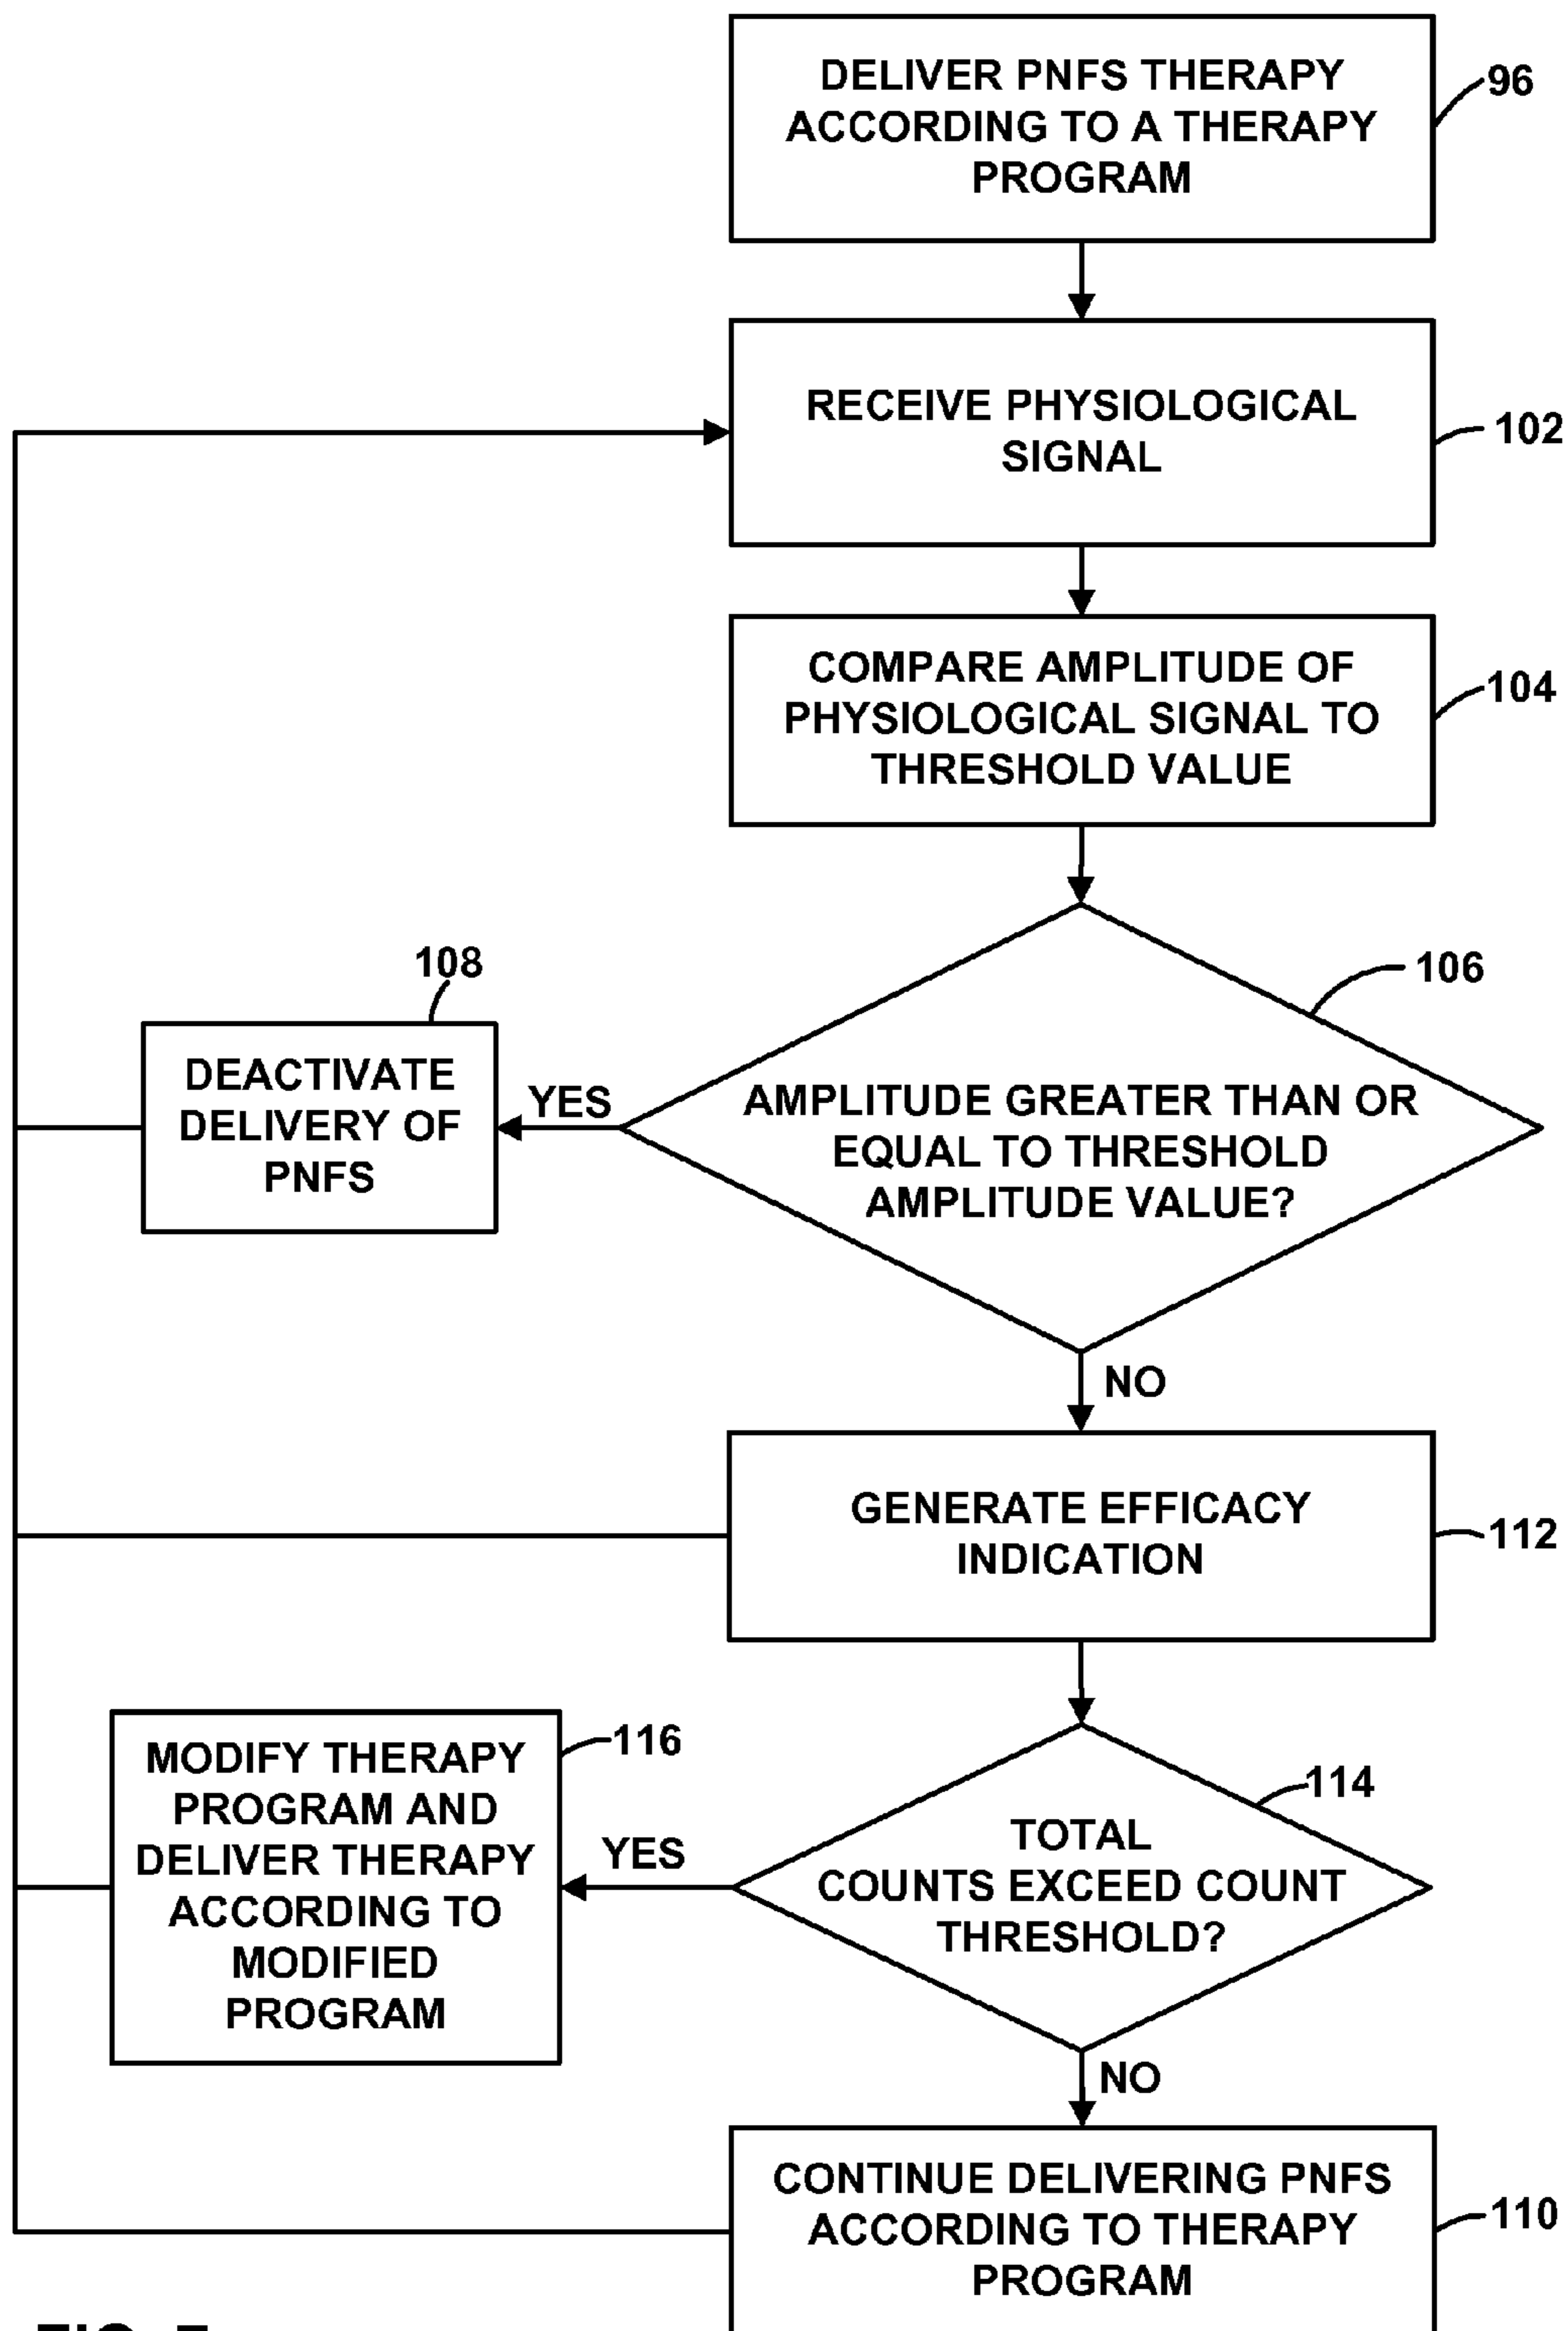 DELIVER PNFS THERAPY
ACCORDING TO A THERAPY
PROGRAM
96
RECEIVE PHYSIOLOGICAL
SIGNAL
102
COMPARE AMPLITUDE OF
PHYSIOLOGICAL SIGNAL TO
THRESHOLD VALUE
104
106
AMPLITUDE GREATER THAN OR
EQUAL TO THRESHOLD
AMPLITUDE VALUE?
YES
108
DEACTIVATE
DELIVERY OF
PNFS
NO
GENERATE EFFICACY
INDICATION
112
114
TOTAL
COUNTS EXCEED COUNT
THRESHOLD?
YES
116
MODIFY THERAPY
PROGRAM AND
DELIVER THERAPY
ACCORDING TO
MODIFIED
PROGRAM
NO
CONTINUE DELIVERING PNFS
ACCORDING TO THERAPY
PROGRAM
110